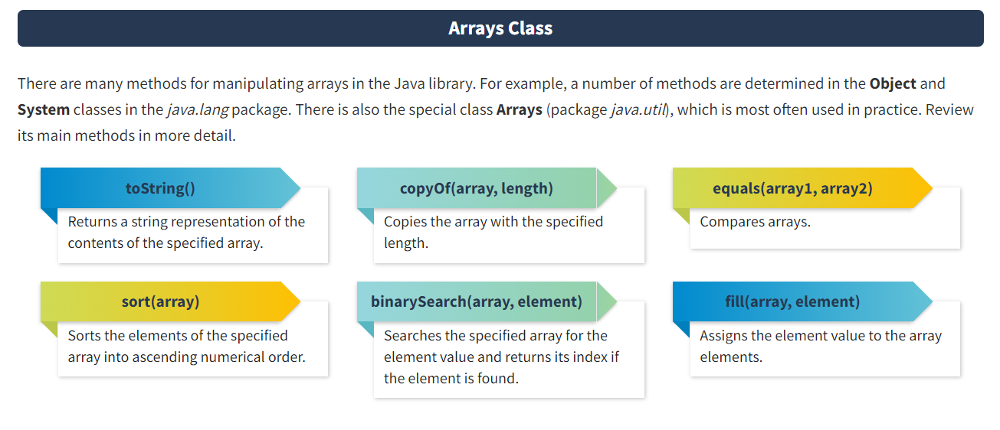 Arrays Class
There are many methods for manipulating arrays in the Java library. For example, a number of methods are determined in the Object and
System classes in the java.lang package. There is also the special class Arrays (package java.util), which is most often used in practice. Review
its main methods in more detail.
toString()
Returns a string representation of the
contents of the specified array.
copyOf(array, length)
Copies the array with the specified
length.
equals(array1, array2)
Compares arrays.
sort(array)
Sorts the elements of the specified
array into ascending numerical order.
binarySearch(array, element)
Searches the specified array for the
element value and returns its index if
the element is found.
fill(array, element)
Assigns the element value to the array
elements.